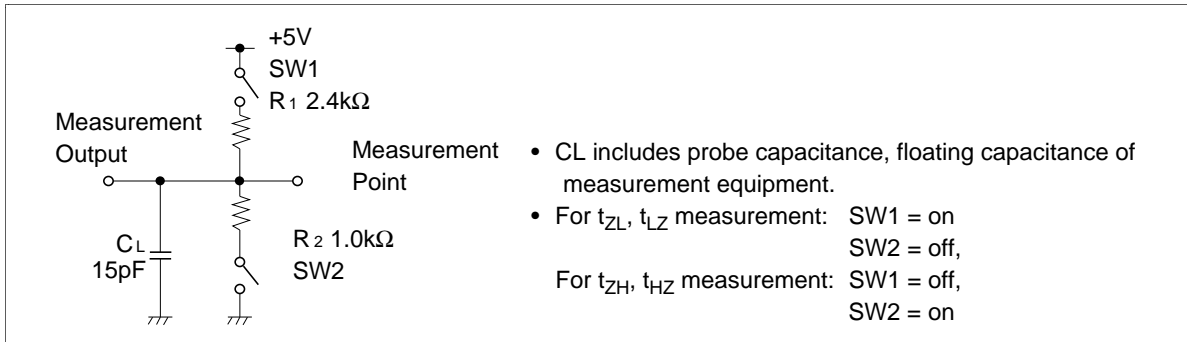 +5V
SW1
R1 2.4kΩ
Measurement
Output
Measurement
Point
CL
15pF
R2 1.0kΩ
SW2
• CL includes probe capacitance, floating capacitance of
measurement equipment.
• For tZL, tLZ measurement: SW1 = on
SW2 = off,
For tZH, tHZ measurement: SW1 = off,
SW2 = on